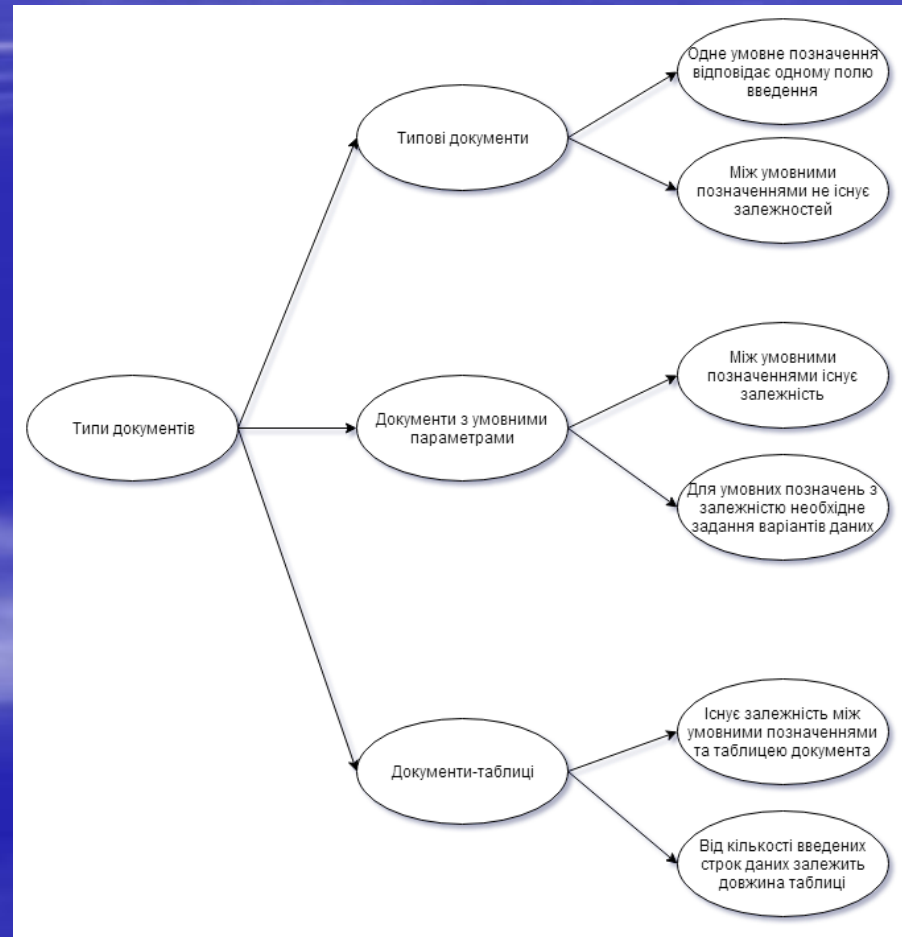 Одне умовне позначення
відповідає одному полю
введення
Типові документи
Між умовними
позначеннями не існує
залежностей
Між умовними
позначеннями існує
залежність
Типи документів
Документи з умовними
параметрами
Для умовних позначень з
залежністю необхідне
задання варіантів даних
Існує залежність між
умовними позначеннями
та таблицею документа
Документи-таблиці
Від кількості введених
строк даних залежить
довжина таблиці